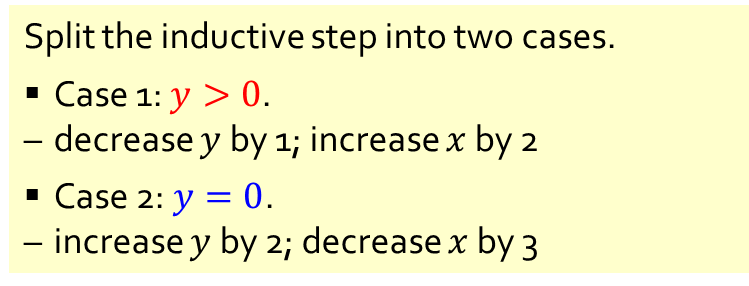 Split the inductive step into two cases.
▪ Case 1: y > 0.
– decrease y by 1; increase x by 2
▪ Case 2: y = 0.
– increase y by 2; decrease x by 3